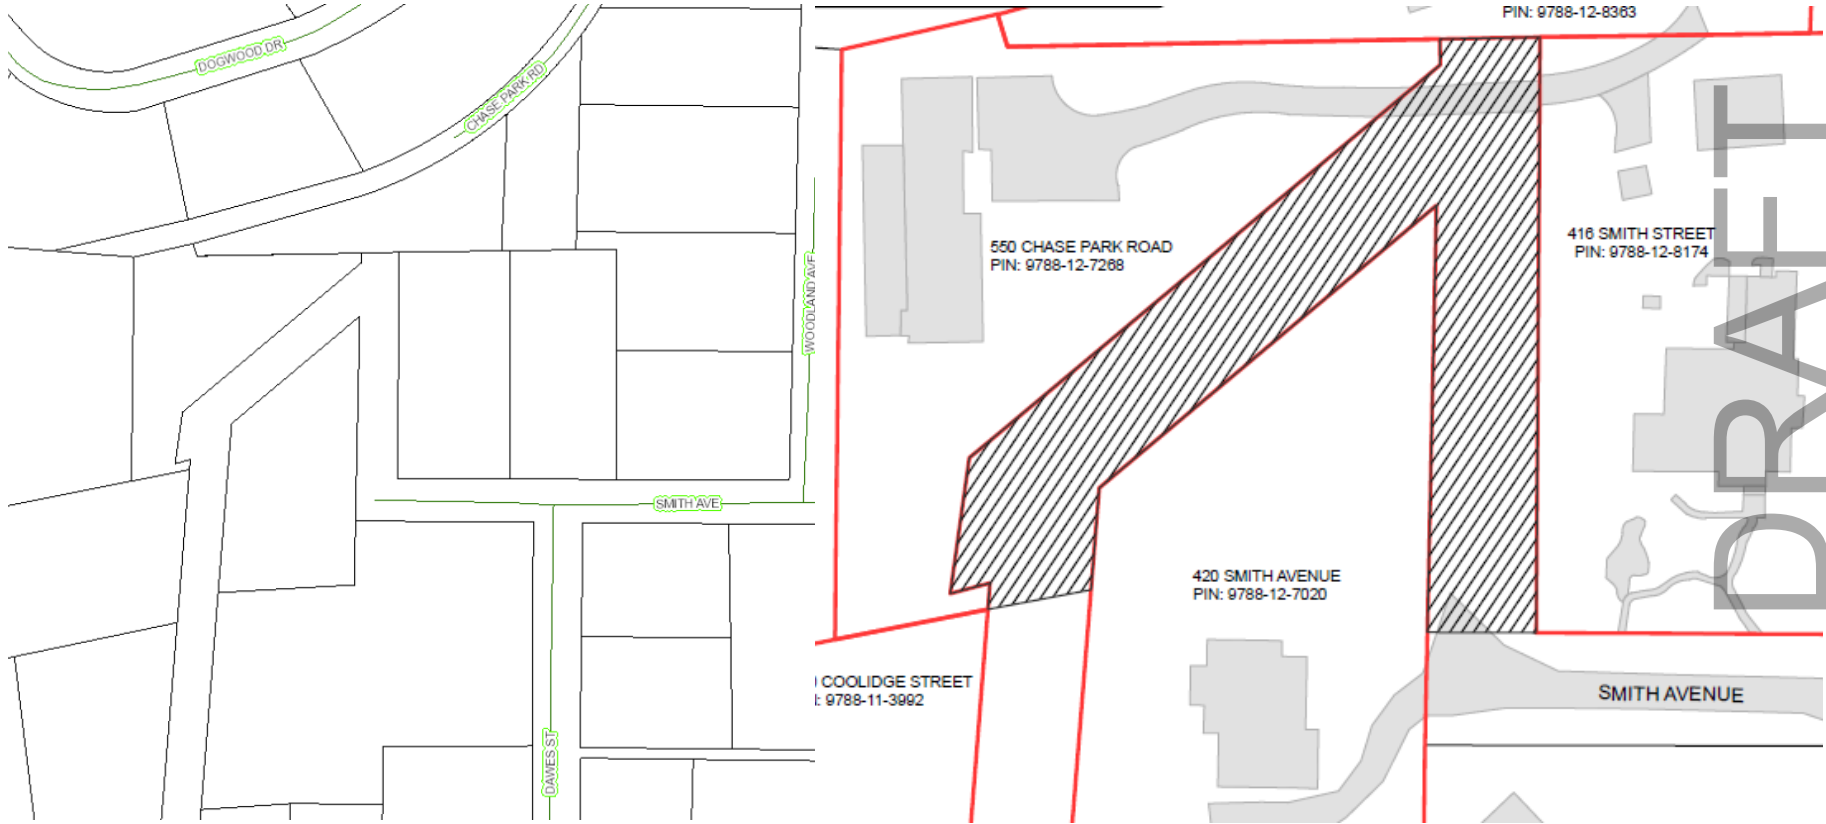 DOGWOOD DR
CHASE PARK RD
WOODLAND AVE
SMITH AVE
DAWES ST
PIN: 9788-12-8363
550 CHASE PARK ROAD
PIN: 9788-12-7268
416 SMITH STREET
PIN: 9788-12-8174
420 SMITH AVENUE
PIN: 9788-12-7020
COOLIDGE STREET
: 9788-11-3992
SMITH AVENUE
DRAFT